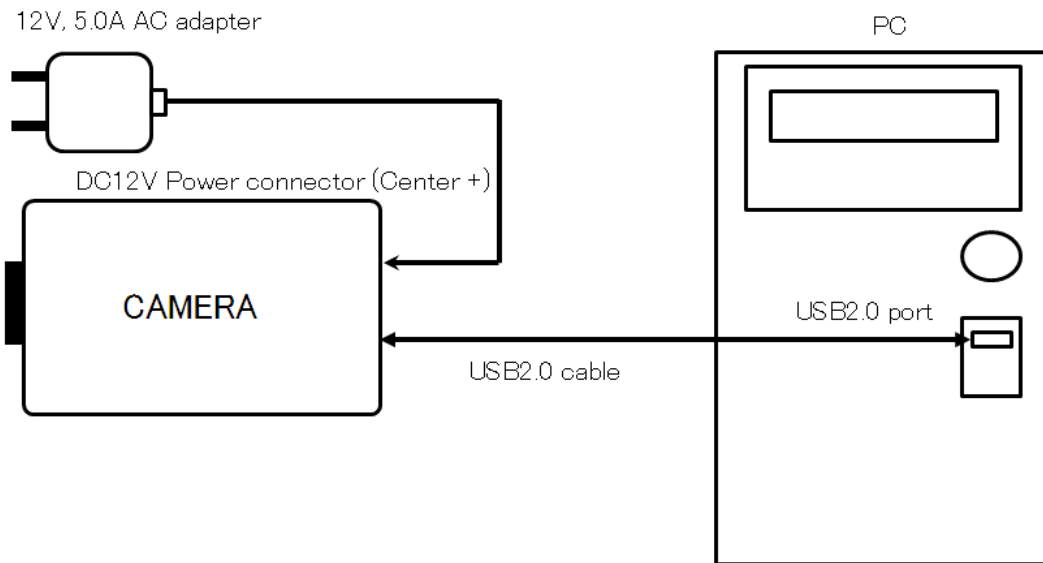 12V, 5.0A AC adapter
PC
DC12V Power connector (Center +)
CAMERA
USB2.0 port
USB2.0 cable